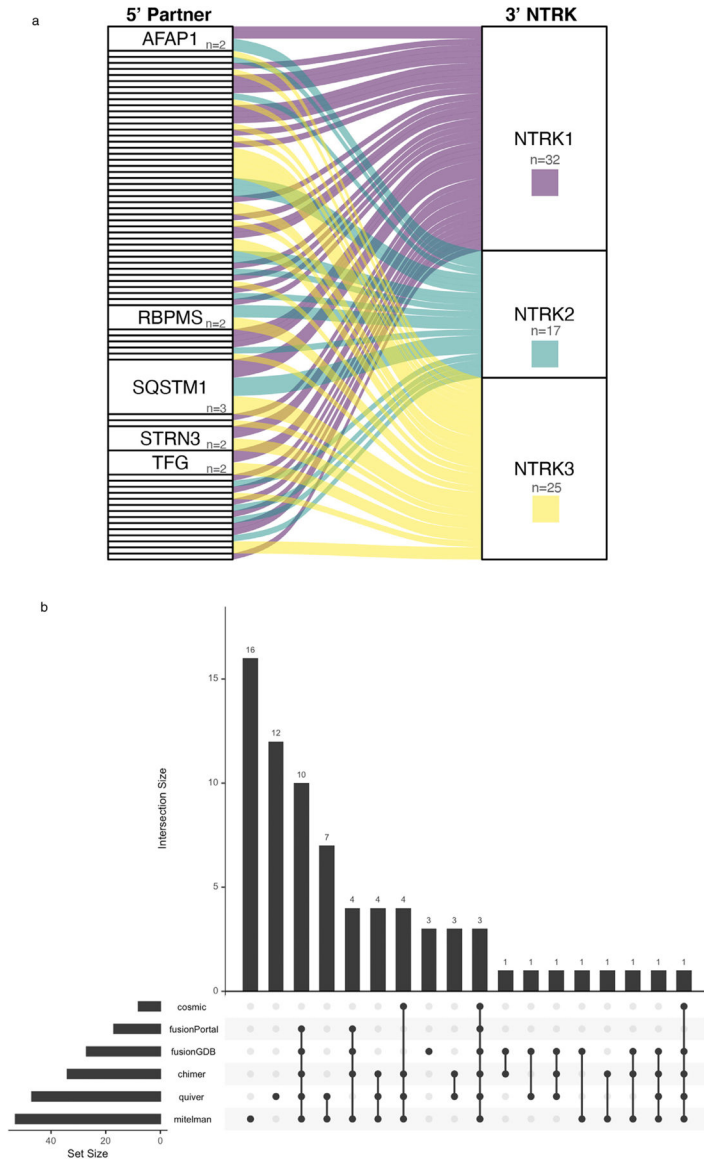 a
5' Partner 3' NTRK
AFAP1
n=2
NTRK1
n=32
RBPMS
n=2
NTRK2
n=17
SQSTM1
n=3
STRN3
n=2
TFG
n=2
NTRK3
n=25
b
16
15
12
10
10
7
5
4 4 4
3 3 3
1 1 1 1 1 1 1 1
0
Intersection Size
cosmic
fusionPortal
fusionGDB
chimer
quiver
mitelman
40 20 0
Set Size